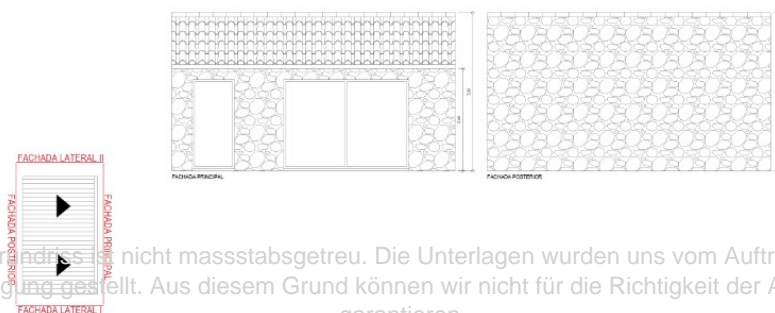 FACHADA PRINCIPAL
FACHADA POSTERIOR
FACHADA LATERAL II
FACHADA POSTERIOR
FACHADA PRINCIPAL
nicht massstabsgetreu. Die Unterlagen wurden uns vom Auftr
gung gestellt. Aus diesem Grund können wir nicht für die Richtigkeit der A
garantieren
FACHADA LATERAL I